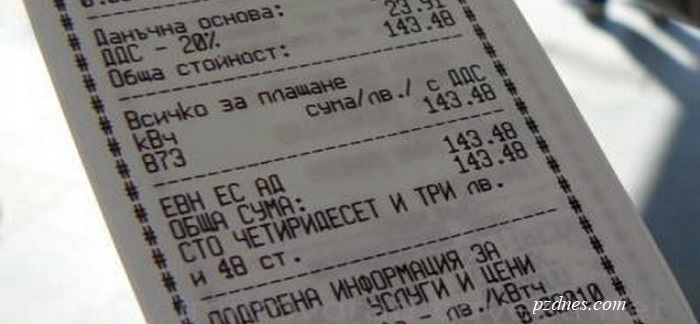 Данъчна основа:
ДДС - 20% 23.91
Обща стойност: 143.48
Всичко за плащане
кВч сума/лв./ с ДДС
873 143.48
ЕВН ЕС АД 143.48
ОБЩА СУМА: 143.48
СТО ЧЕТИРИДЕСЕТ И ТРИ лв.
и 48 ст.
ПОДРОБНА ИНФОРМАЦИЯ ЗА
УСЛУГИ И ЦЕНИ
- лв./кВтч
pzdnes.com